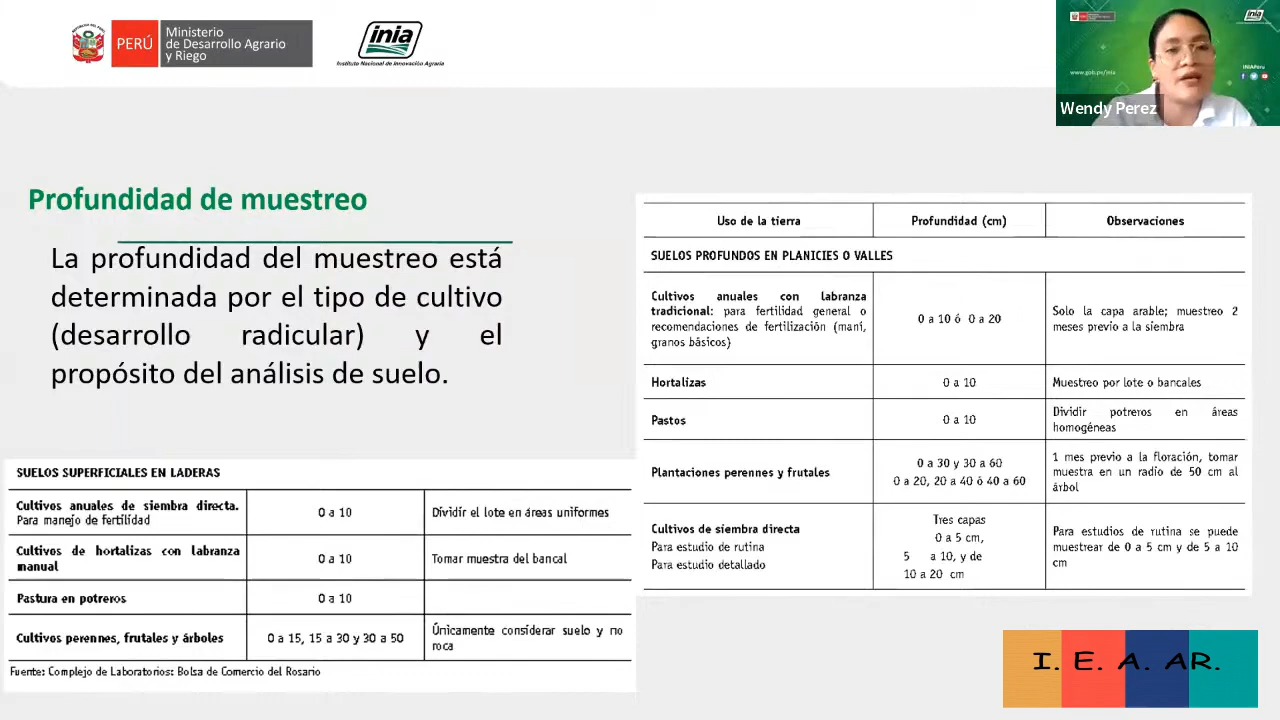 PERÚ
Ministerio
de Desarrollo Agrario
y Riego
inia
Instituto Nacional de Innovación Agraria
inia
INIAPeru
www.gob.pe/inia
Wendy Perez
Profundidad de muestreo
La profundidad del muestreo está
determinada por el tipo de cultivo
(desarrollo radicular) y el
propósito del análisis de suelo.
Uso de la tierra Profundidad (cm) Observaciones
SUELOS PROFUNDOS EN PLANICIES O VALLES
Cultivos anuales con labranza
tradicional: para fertilidad general o
recomendaciones de fertilización (maní,
granos básicos)
0 a 10 ó 0 a 20
Solo la capa arable; muestreo 2
meses previo a la siembra
Hortalizas 0 a 10 Muestreo por lote o bancales
Pastos 0 a 10
Dividir potreros en áreas
homogéneas
Plantaciones perennes y frutales
0 a 30 y 30 a 60
0 a 20, 20 a 40 ó 40 a 60
1 mes previo a la floración, tomar
muestra en un radio de 50 cm al
árbol
Cultivos de siembra directa
Para estudio de rutina
Para estudio detallado
Tres capas
0 a 5 cm,
5 a 10, y de
10 a 20 cm
Para estudios de rutina se puede
muestrear de 0 a 5 cm y de 5 a 10
cm
SUELOS SUPERFICIALES EN LADERAS
Cultivos anuales de siembra directa.
Para manejo de fertilidad
0 a 10
Dividir el lote en áreas uniformes
Cultivos de hortalizas con labranza
manual
0 a 10
Tomar muestra del bancal
Pastura en potreros 0 a 10
Cultivos perennes, frutales y árboles
0 a 15, 15 a 30 y 30 a 50
Únicamente considerar suelo y no
roca
Fuente: Complejo de Laboratorios: Bolsa de Comercio del Rosario
I. E. A. AR.